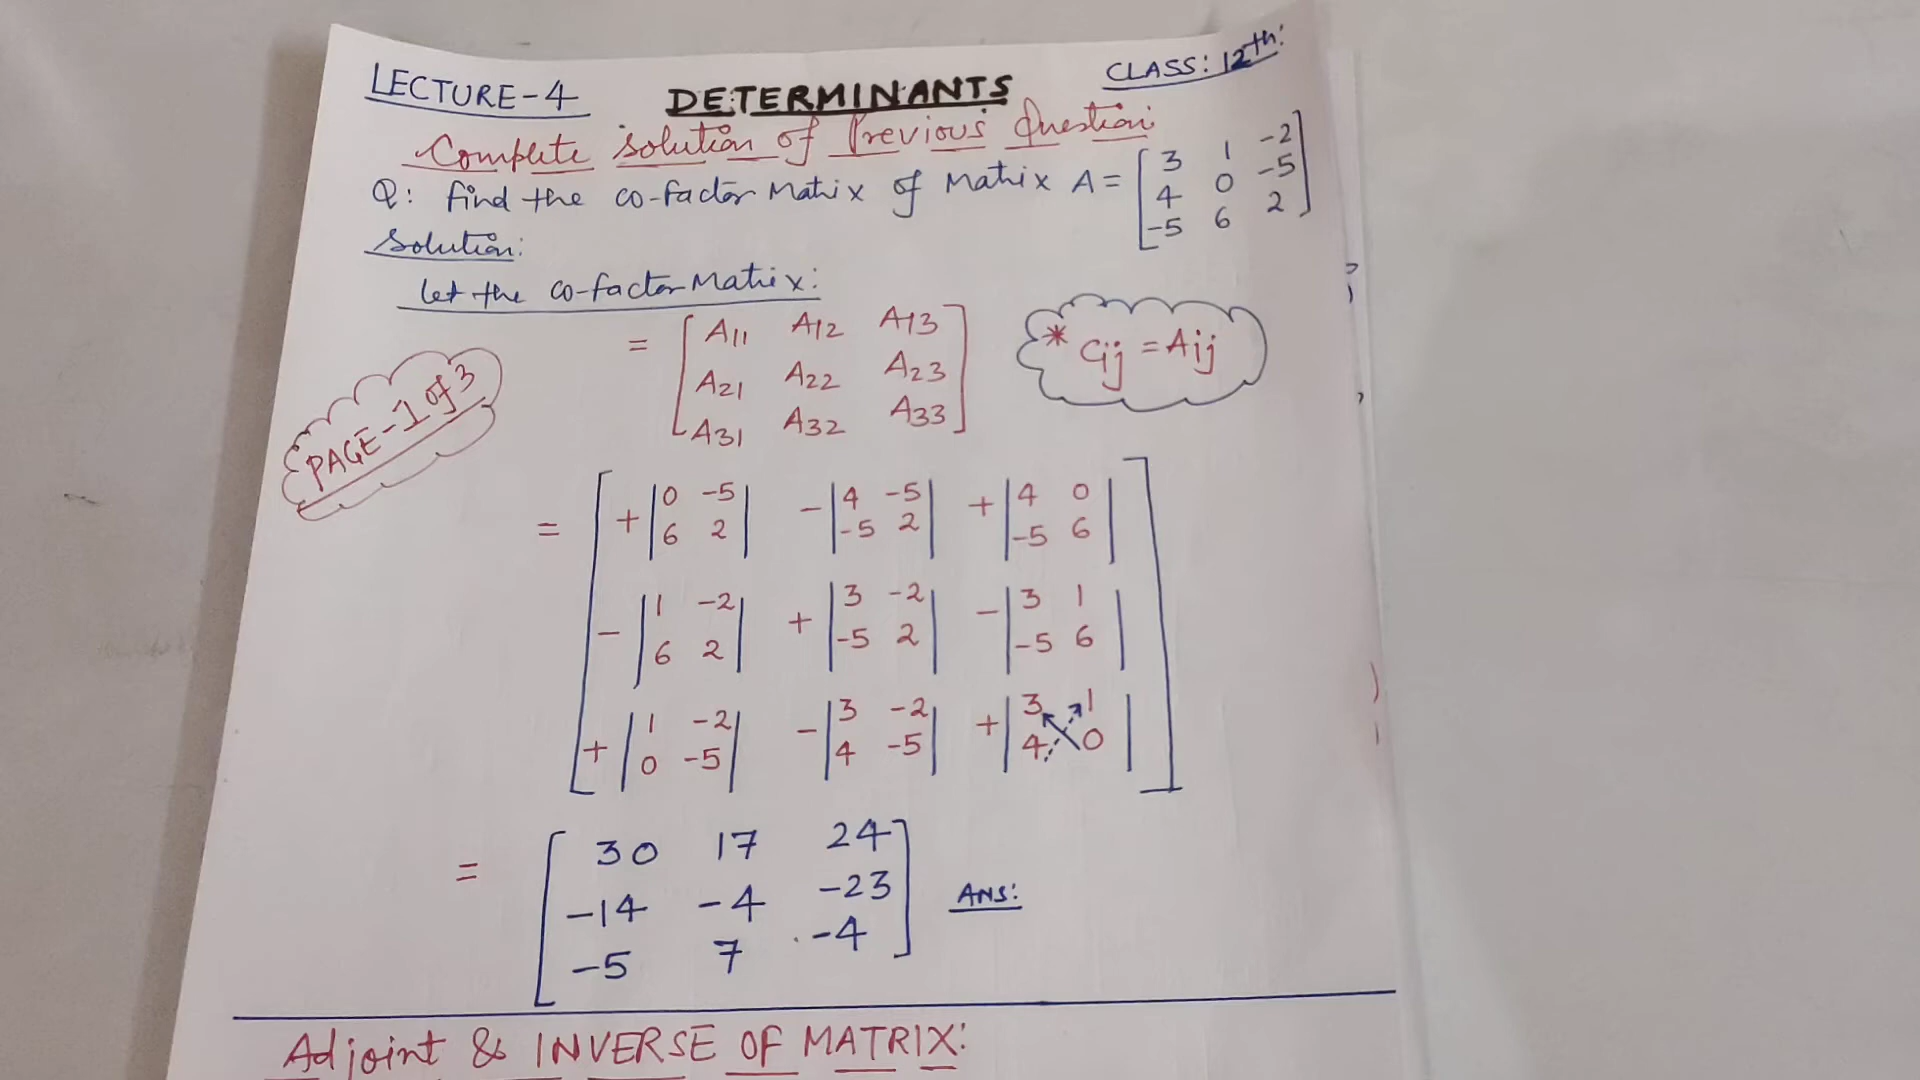 LECTURE-4 DETERMINANTS CLASS: 12th:
Complete solution of Previous Question
Q: find the co-factor Matrix of Matrix A = [ 3 1 -2
4 0 -5
-5 6 2 ]
Solution:
let the co-factor Matrix:
= [ A11 A12 A13
A21 A22 A23
A31 A32 A33 ]
* Cij = Aij
PAGE-1 of 3
= [ + |0 -5| - |4 -5| + |4 0|
|6 2| |-5 2| |-5 6|
- |1 -2| + |3 -2| - |3 1|
|6 2| |-5 2| |-5 6|
+ |1 -2| - |3 -2| + |3 1|
|0 -5| |4 -5| |4 0| ]
= [ 30 17 24
-14 -4 -23
-5 7 -4 ] ANS:
Adjoint & INVERSE OF MATRIX: